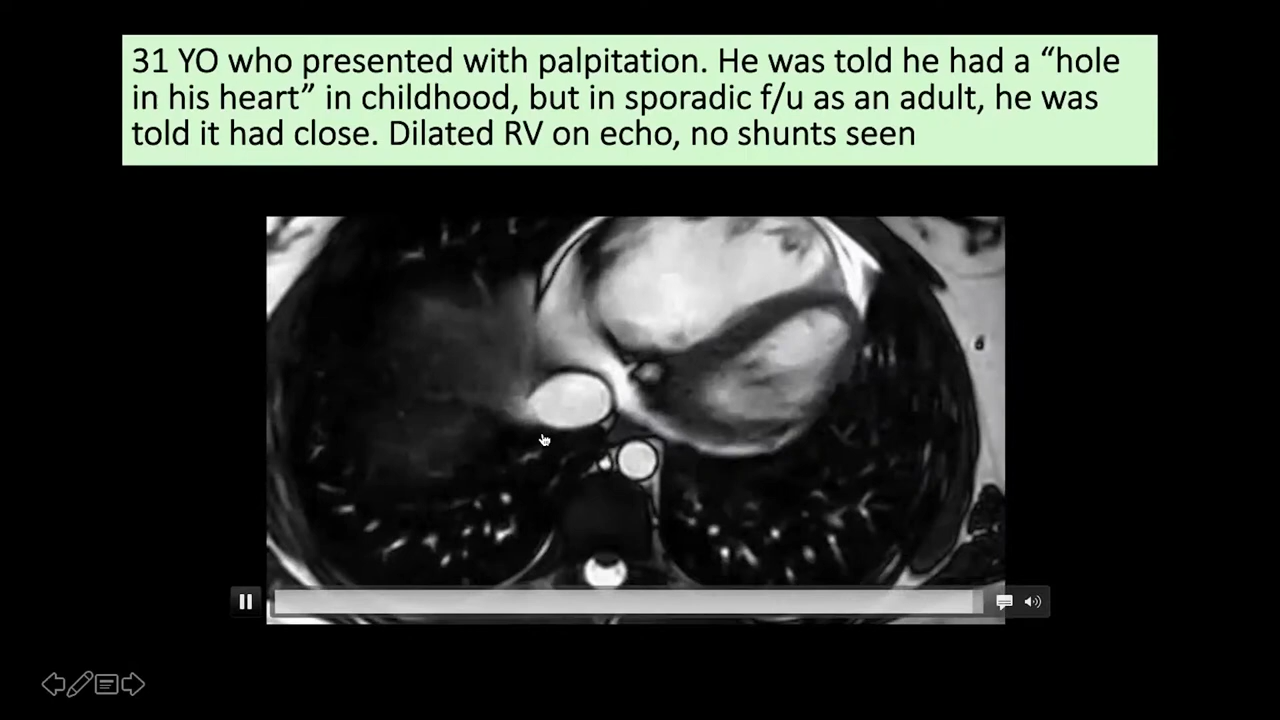 31 YO who presented with palpitation. He was told he had a “hole
in his heart” in childhood, but in sporadic f/u as an adult, he was
told it had close. Dilated RV on echo, no shunts seen